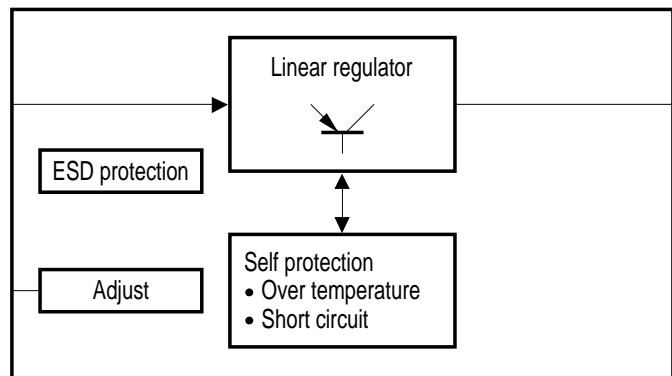 Linear regulator
ESD protection
Self protection
• Over temperature
• Short circuit
Adjust